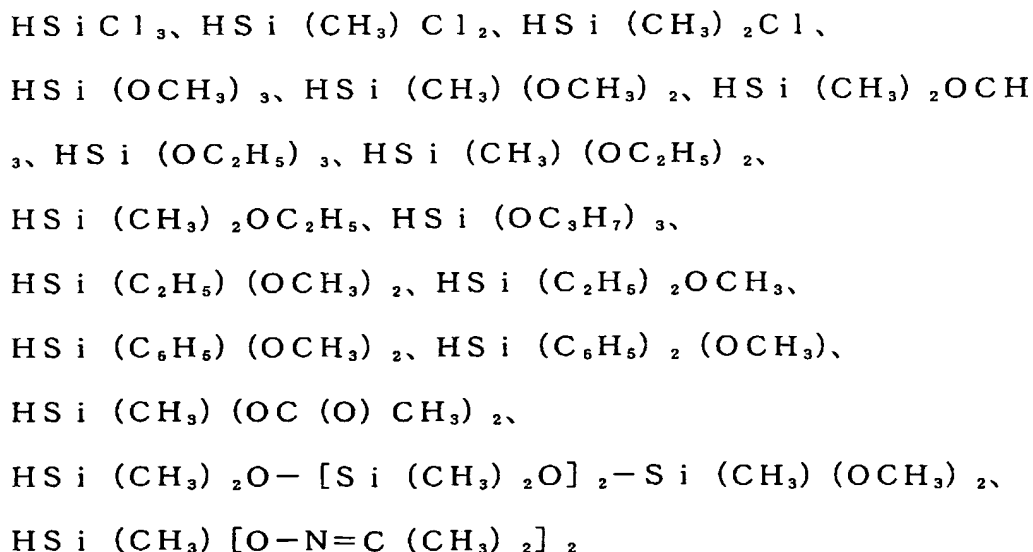 HSiCl₃、HSi(CH₃)Cl₂、HSi(CH₃)₂Cl、
HSi(OCH₃)₃、HSi(CH₃)(OCH₃)₂、HSi(CH₃)₂OCH
₃、HSi(OC₂H₅)₃、HSi(CH₃)(OC₂H₅)₂、
HSi(CH₃)₂OC₂H₅、HSi(OC₃H₇)₃、
HSi(C₂H₅)(OCH₃)₂、HSi(C₂H₅)₂OCH₃、
HSi(C₆H₅)(OCH₃)₂、HSi(C₆H₅)₂(OCH₃)、
HSi(CH₃)(OC(O)CH₃)₂、
HSi(CH₃)₂O−[Si(CH₃)₂O]₂−Si(CH₃)(OCH₃)₂、
HSi(CH₃)[O−N=C(CH₃)₂]₂